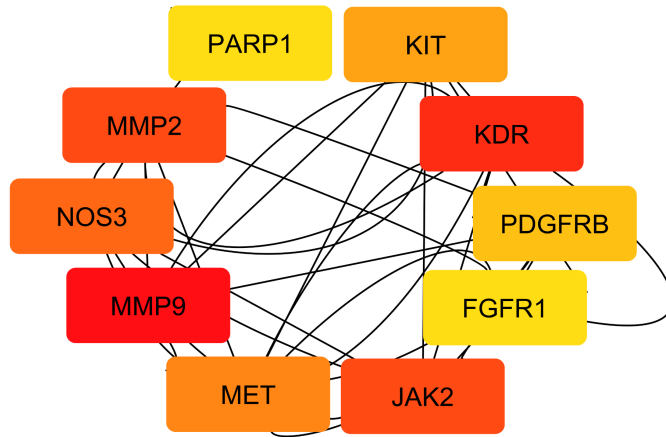 PARP1
KIT
MMP2
KDR
NOS3
PDGFRB
MMP9
FGFR1
MET
JAK2